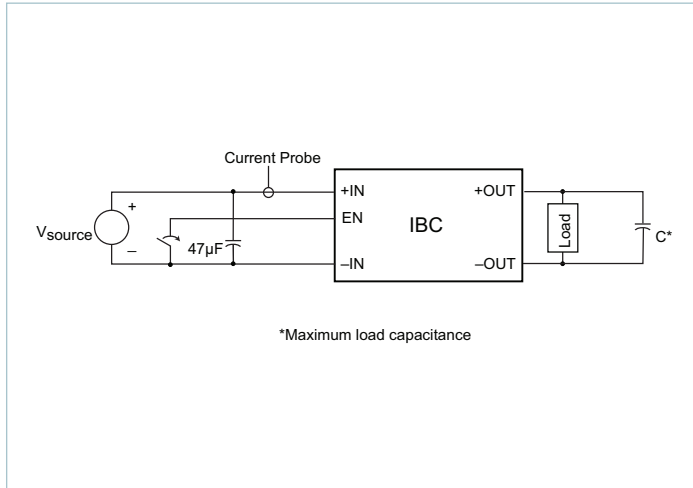 Current Probe
+IN
+OUT
+
EN
IBC
Load
Vsource
47µF
C*
–
–IN
–OUT
*Maximum load capacitance